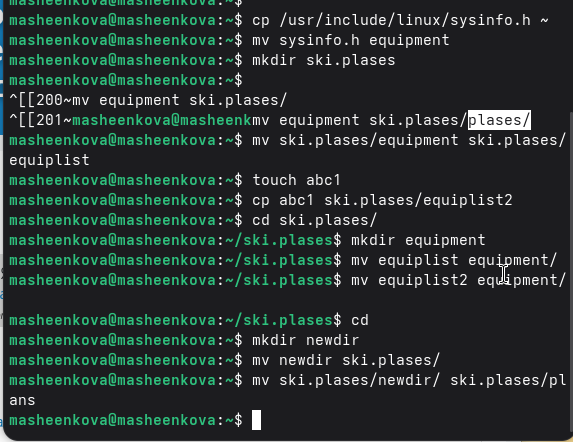 masheenkova@masheenkova:~$
masheenkova@masheenkova:~$ cp /usr/include/linux/sysinfo.h ~
masheenkova@masheenkova:~$ mv sysinfo.h equipment
masheenkova@masheenkova:~$ mkdir ski.plases
masheenkova@masheenkova:~$
^[[200~mv equipment ski.plases/
^[[201~masheenkova@masheenkmv equipment ski.plases/plases/
masheenkova@masheenkova:~$ mv ski.plases/equipment ski.plases/
equiplist
masheenkova@masheenkova:~$ touch abc1
masheenkova@masheenkova:~$ cp abc1 ski.plases/equiplist2
masheenkova@masheenkova:~$ cd ski.plases/
masheenkova@masheenkova:~/ski.plases$ mkdir equipment
masheenkova@masheenkova:~/ski.plases$ mv equiplist equipment/
masheenkova@masheenkova:~/ski.plases$ mv equiplist2 equipment/
masheenkova@masheenkova:~/ski.plases$ cd
masheenkova@masheenkova:~$ mkdir newdir
masheenkova@masheenkova:~$ mv newdir ski.plases/
masheenkova@masheenkova:~$ mv ski.plases/newdir/ ski.plases/pl
ans
masheenkova@masheenkova:~$